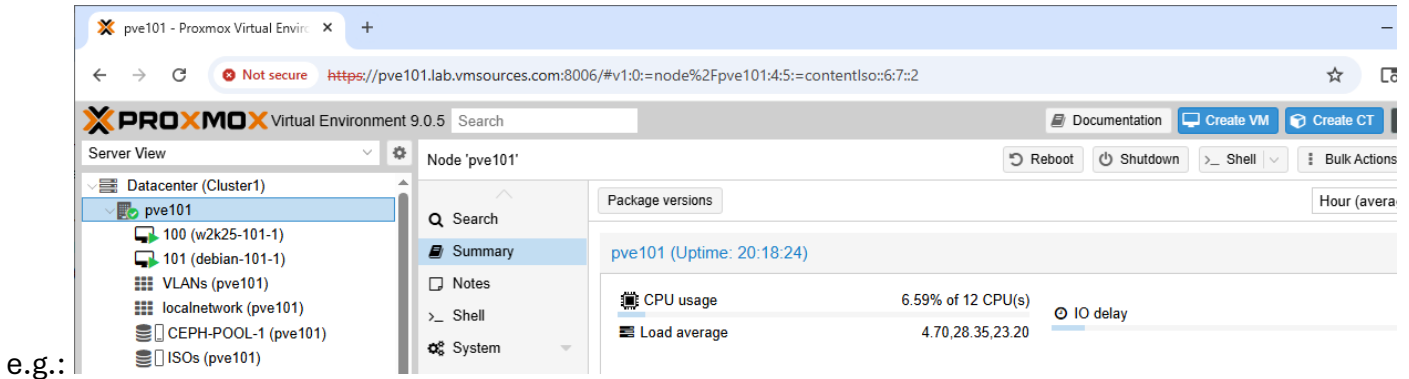 pve101 - Proxmox Virtual Enviro
Not secure https://pve101.lab.vmsources.com:8006/#v1:0:=node%2Fpve101:4:5:=contentIso::6:7::2
PROXMOX Virtual Environment 9.0.5 Search Documentation Create VM Create CT
Server View Node 'pve101' Reboot Shutdown >_ Shell Bulk Actions
Datacenter (Cluster1)
pve101
100 (w2k25-101-1)
101 (debian-101-1)
VLANs (pve101)
localnetwork (pve101)
CEPH-POOL-1 (pve101)
ISOs (pve101)
Search
Summary
Notes
>_ Shell
System
Package versions Hour (avera
pve101 (Uptime: 20:18:24)
CPU usage 6.59% of 12 CPU(s)
IO delay
Load average 4.70,28.35,23.20
e.g.: